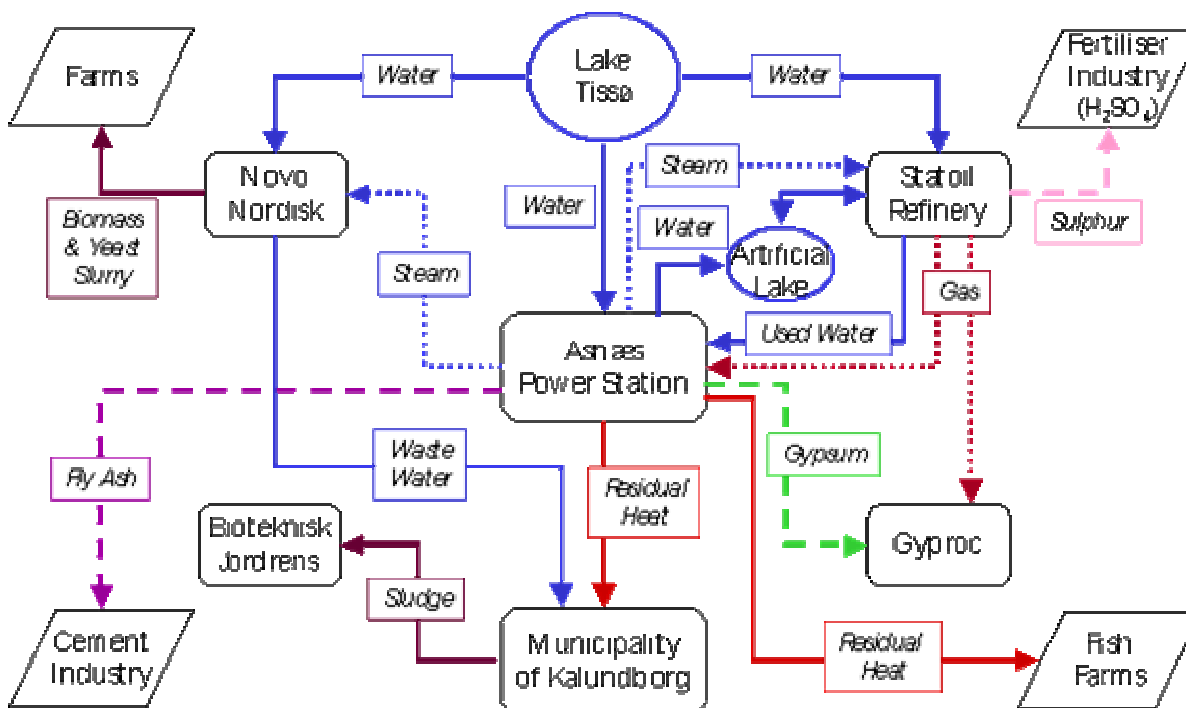 Lake
Tissø
Farms
Water
Water
Fertiliser
Industry
(H₂SO₄)
Novo
Nordisk
Steam
Statoil
Refinery
Biomass
& Yeast
Slurry
Water
Water
Sulphur
Steam
Artificial
Lake
Gas
Asnaes
Power Station
Used Water
Fly Ash
Waste
Water
Residual
Heat
Gypsum
Bioteknisk
Jordrens
Gyproc
Sludge
Cement
Industry
Municipality
of Kalundborg
Residual
Heat
Fish
Farms